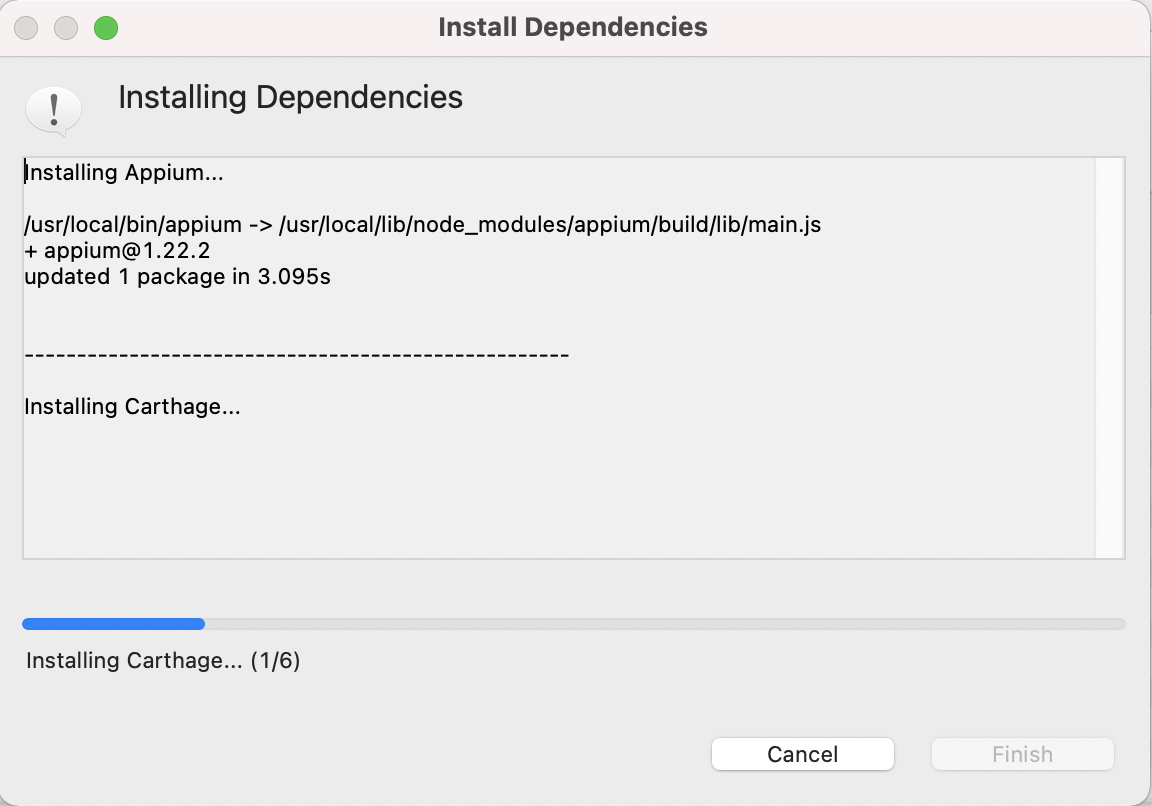 Install Dependencies
Installing Dependencies
Installing Appium...
/usr/local/bin/appium -> /usr/local/lib/node_modules/appium/build/lib/main.js
+ appium@1.22.2
updated 1 package in 3.095s
----------------------------------------------------
Installing Carthage...
Installing Carthage... (1/6)
Cancel
Finish